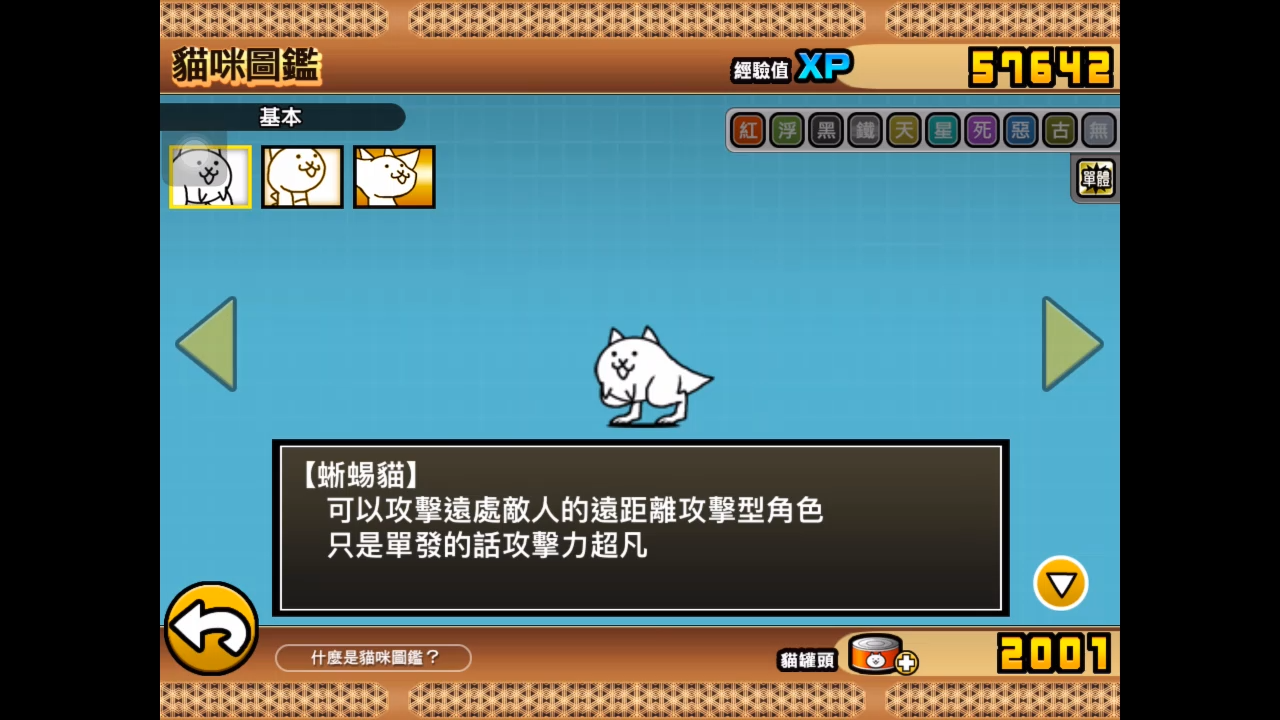 貓咪圖鑑
經驗值 XP 57642
基本
紅 浮 黑 鐵 天 星 死 惡 古 無
單體
【蜥蜴貓】
可以攻擊遠處敵人的遠距離攻擊型角色
只是單發的話攻擊力超凡
什麼是貓咪圖鑑？
貓罐頭 2001